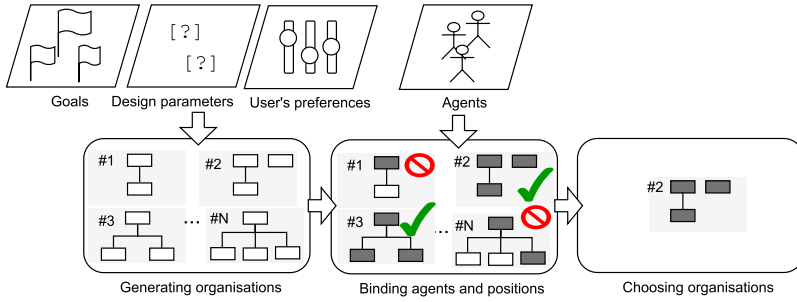 [?]
[?]
Goals
Design parameters
User's preferences
Agents
#1
#2
#3
...
#N
#1
#2
#3
...
#N
#2
Generating organisations
Binding agents and positions
Choosing organisations